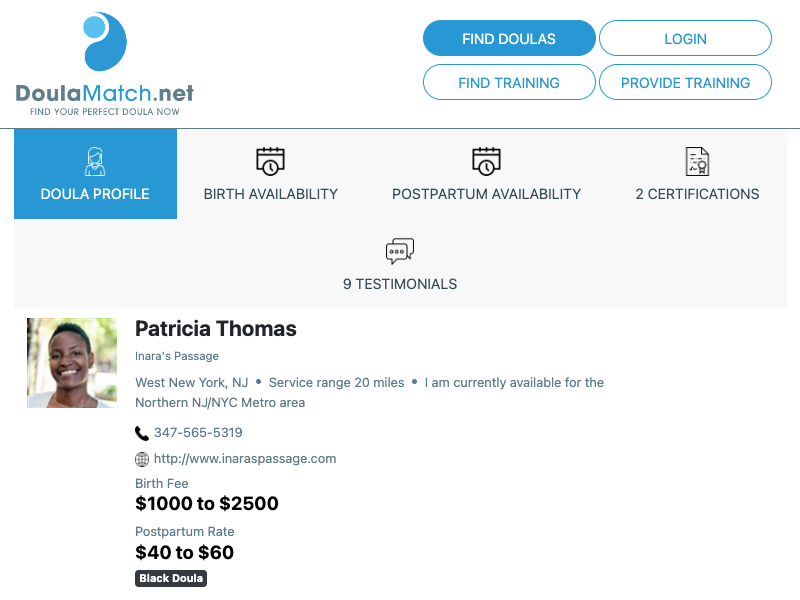 DoulaMatch.net
FIND YOUR PERFECT DOULA NOW
FIND DOULAS
LOGIN
FIND TRAINING
PROVIDE TRAINING
DOULA PROFILE
BIRTH AVAILABILITY
POSTPARTUM AVAILABILITY
2 CERTIFICATIONS
9 TESTIMONIALS
Patricia Thomas
Inara's Passage
West New York, NJ • Service range 20 miles • I am currently available for the
Northern NJ/NYC Metro area
347-565-5319
http://www.inaraspassage.com
Birth Fee
$1000 to $2500
Postpartum Rate
$40 to $60
Black Doula